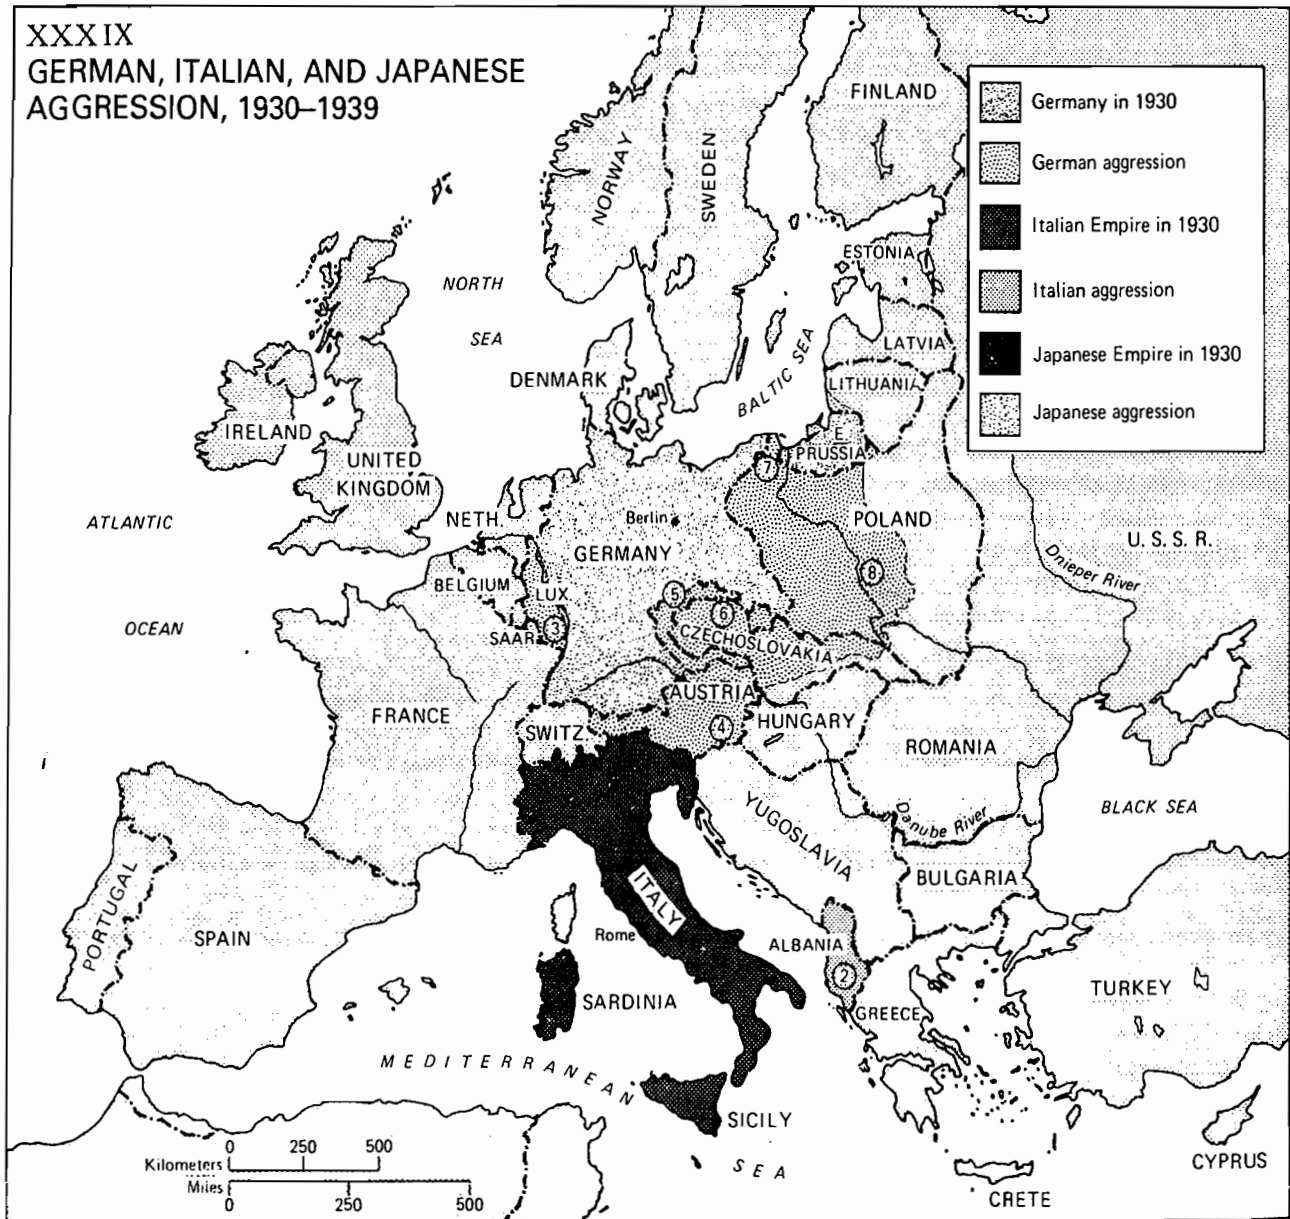 XXXIX
GERMAN, ITALIAN, AND JAPANESE
AGGRESSION, 1930–1939
Germany in 1930
German aggression
Italian Empire in 1930
Italian aggression
Japanese Empire in 1930
Japanese aggression
FINLAND
NORWAY
SWEDEN
ESTONIA
NORTH
SEA
LATVIA
BALTIC SEA
DENMARK
LITHUANIA
IRELAND
UNITED
KINGDOM
E.
PRUSSIA
7
ATLANTIC
OCEAN
NETH.
Berlin
POLAND
U.S.S.R.
GERMANY
Dnieper River
BELGIUM
LUX.
5
8
6
SAAR
3
CZECHOSLOVAKIA
AUSTRIA
FRANCE
SWITZ.
4
HUNGARY
ROMANIA
YUGOSLAVIA
Danube River
BLACK SEA
BULGARIA
PORTUGAL
SPAIN
ITALY
Rome
ALBANIA
2
SARDINIA
GREECE
TURKEY
MEDITERRANEAN
SEA
SICILY
CYPRUS
CRETE
0 250 500
Kilometers
Miles
0 250 500